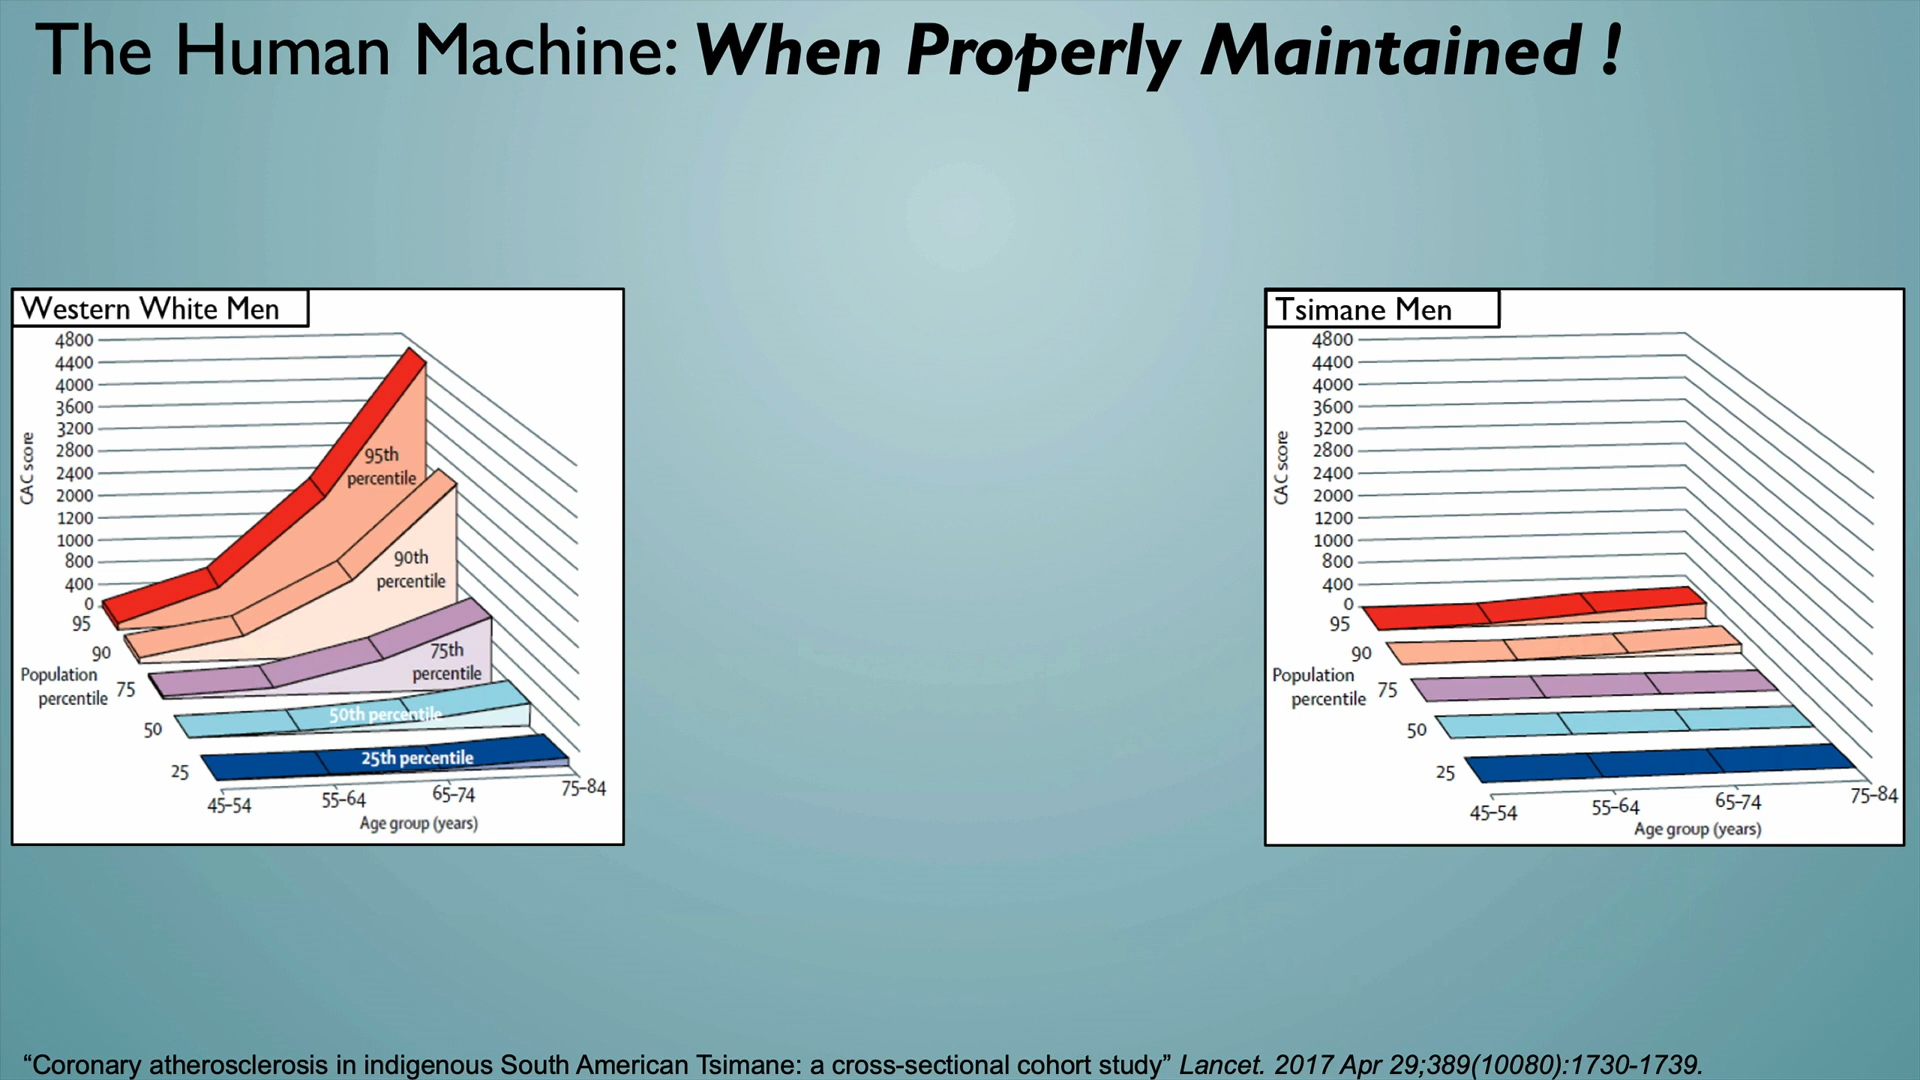 The Human Machine: When Properly Maintained !
Western White Men
4800
4400
4000
3600
3200
2800
2400
2000
1200
1000
800
400
0
CAC score
95
90
75
50
25
Population
percentile
95th
percentile
90th
percentile
75th
percentile
50th percentile
25th percentile
45–54
55–64
65–74
75–84
Age group (years)
Tsimane Men
4800
4400
4000
3600
3200
2800
2400
2000
1200
1000
800
400
0
CAC score
95
90
75
50
25
Population
percentile
45–54
55–64
65–74
75–84
Age group (years)
“Coronary atherosclerosis in indigenous South American Tsimane: a cross-sectional cohort study” Lancet. 2017 Apr 29;389(10080):1730-1739.